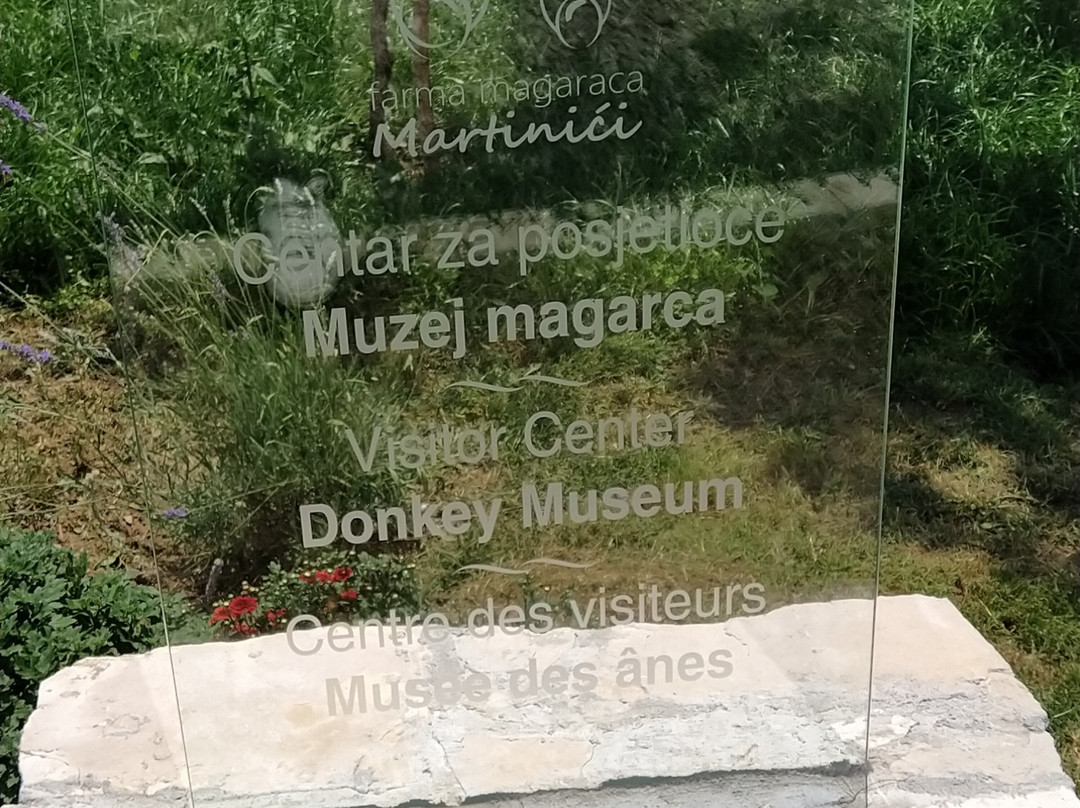 farma magaraca
Martinići
Centar za posjetioce
Muzej magarca
Visitor Center
Donkey Museum
Centre des visiteurs
Musée des ânes